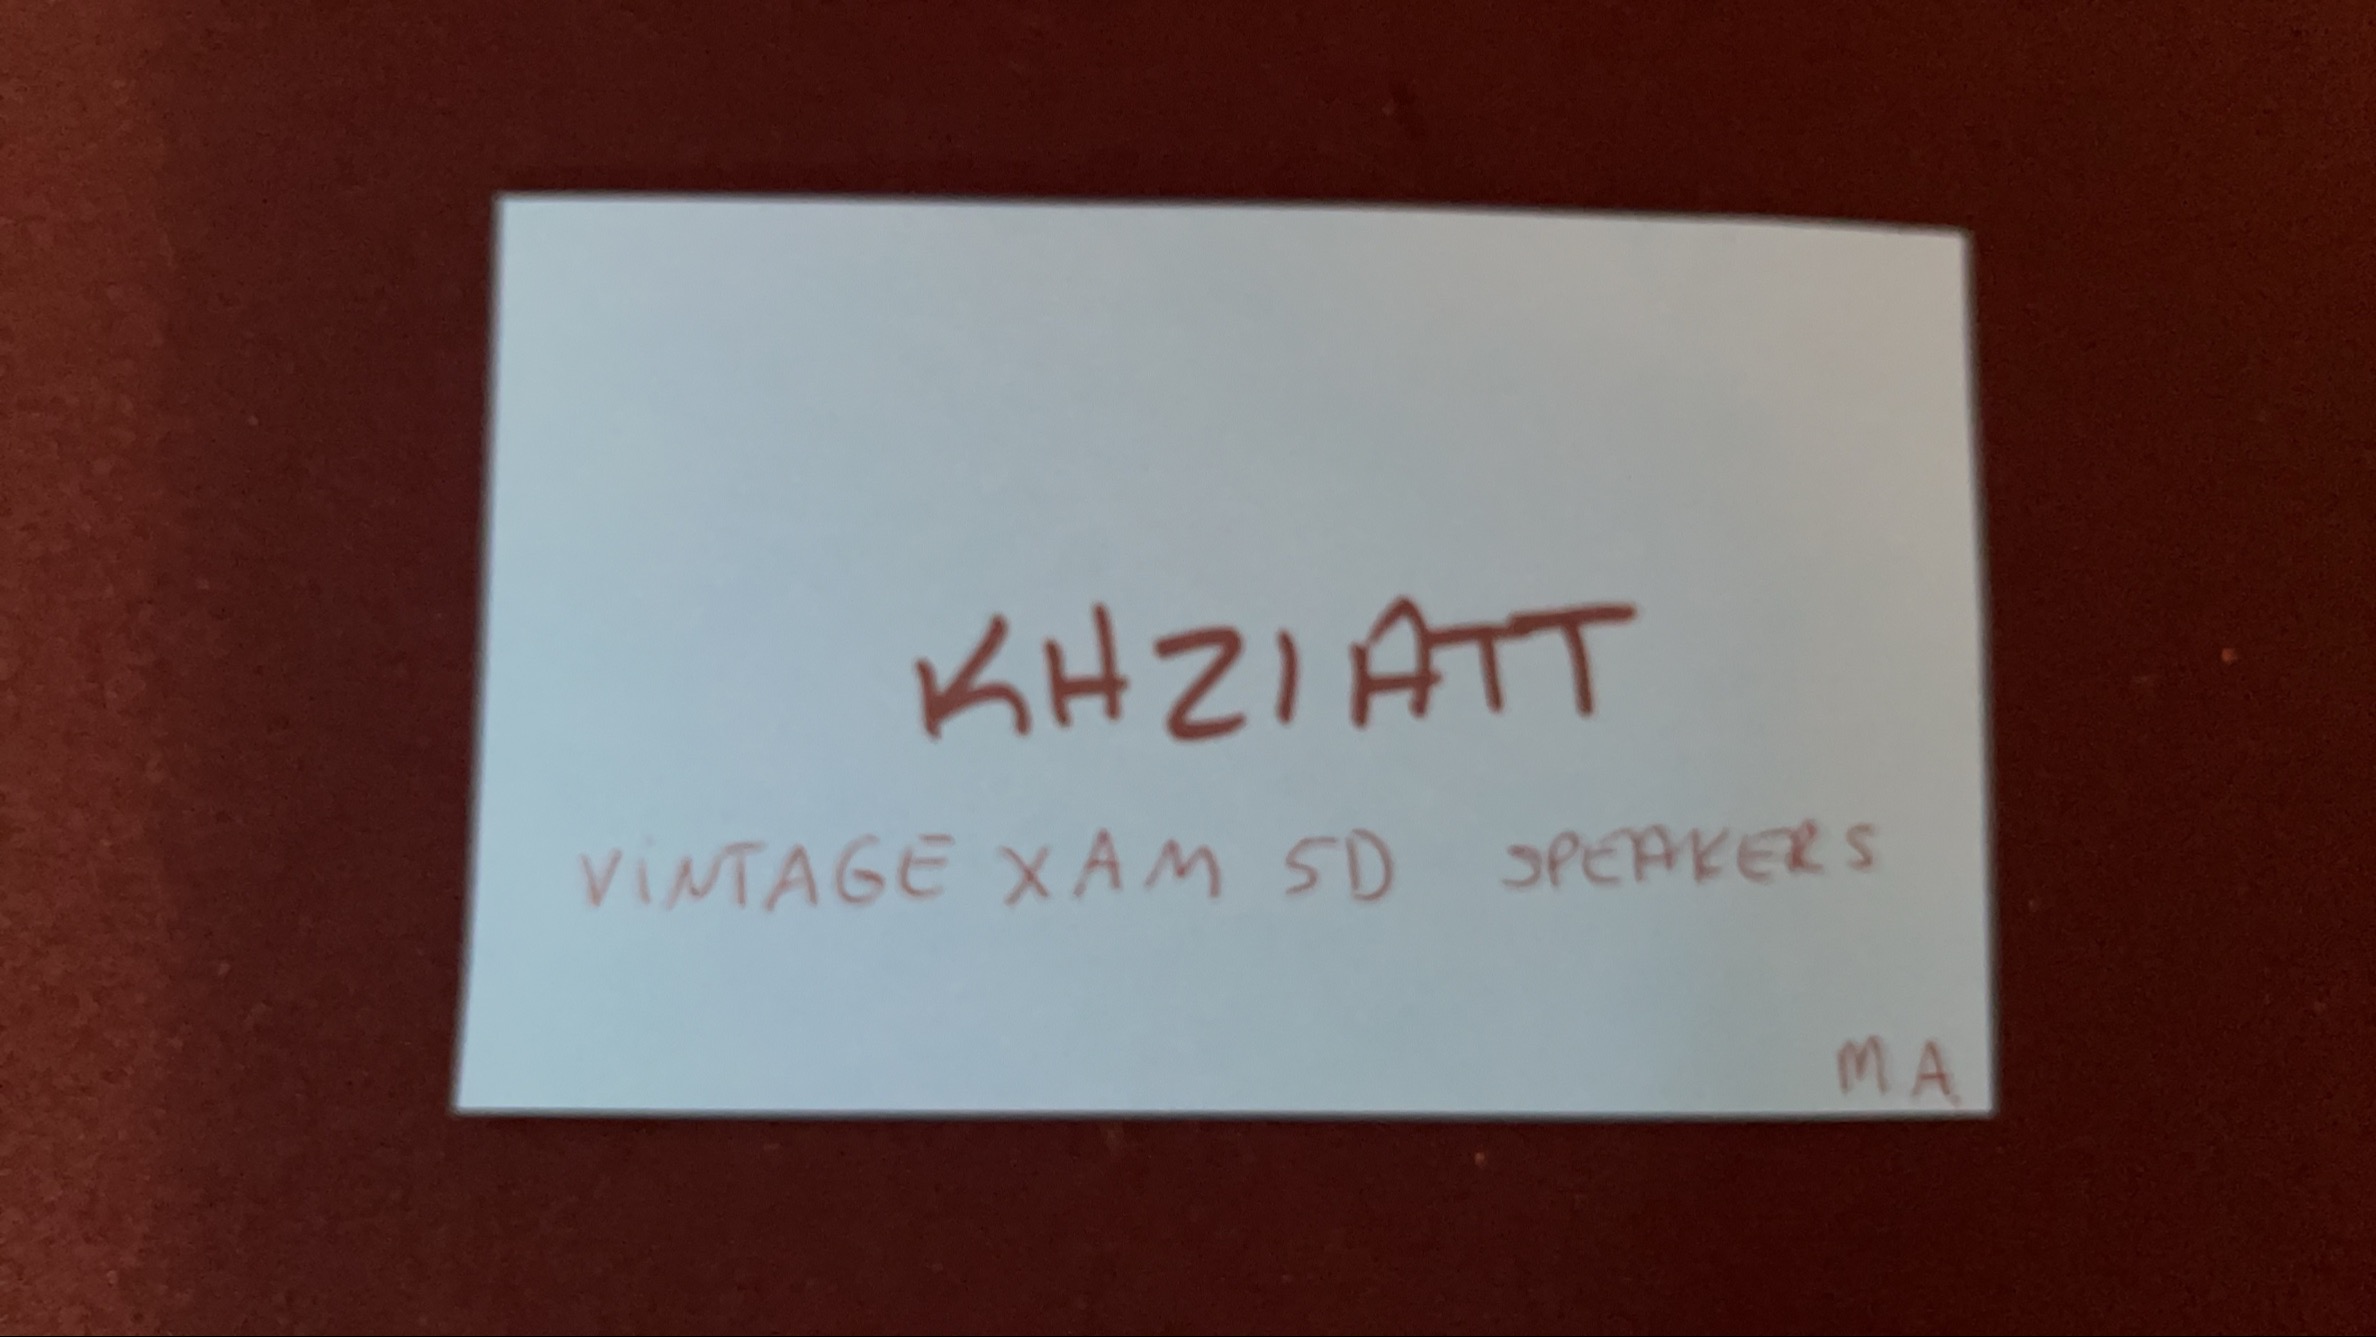 KHZIATT
ViNTAGE XAM 5D SPEAKERS
MA